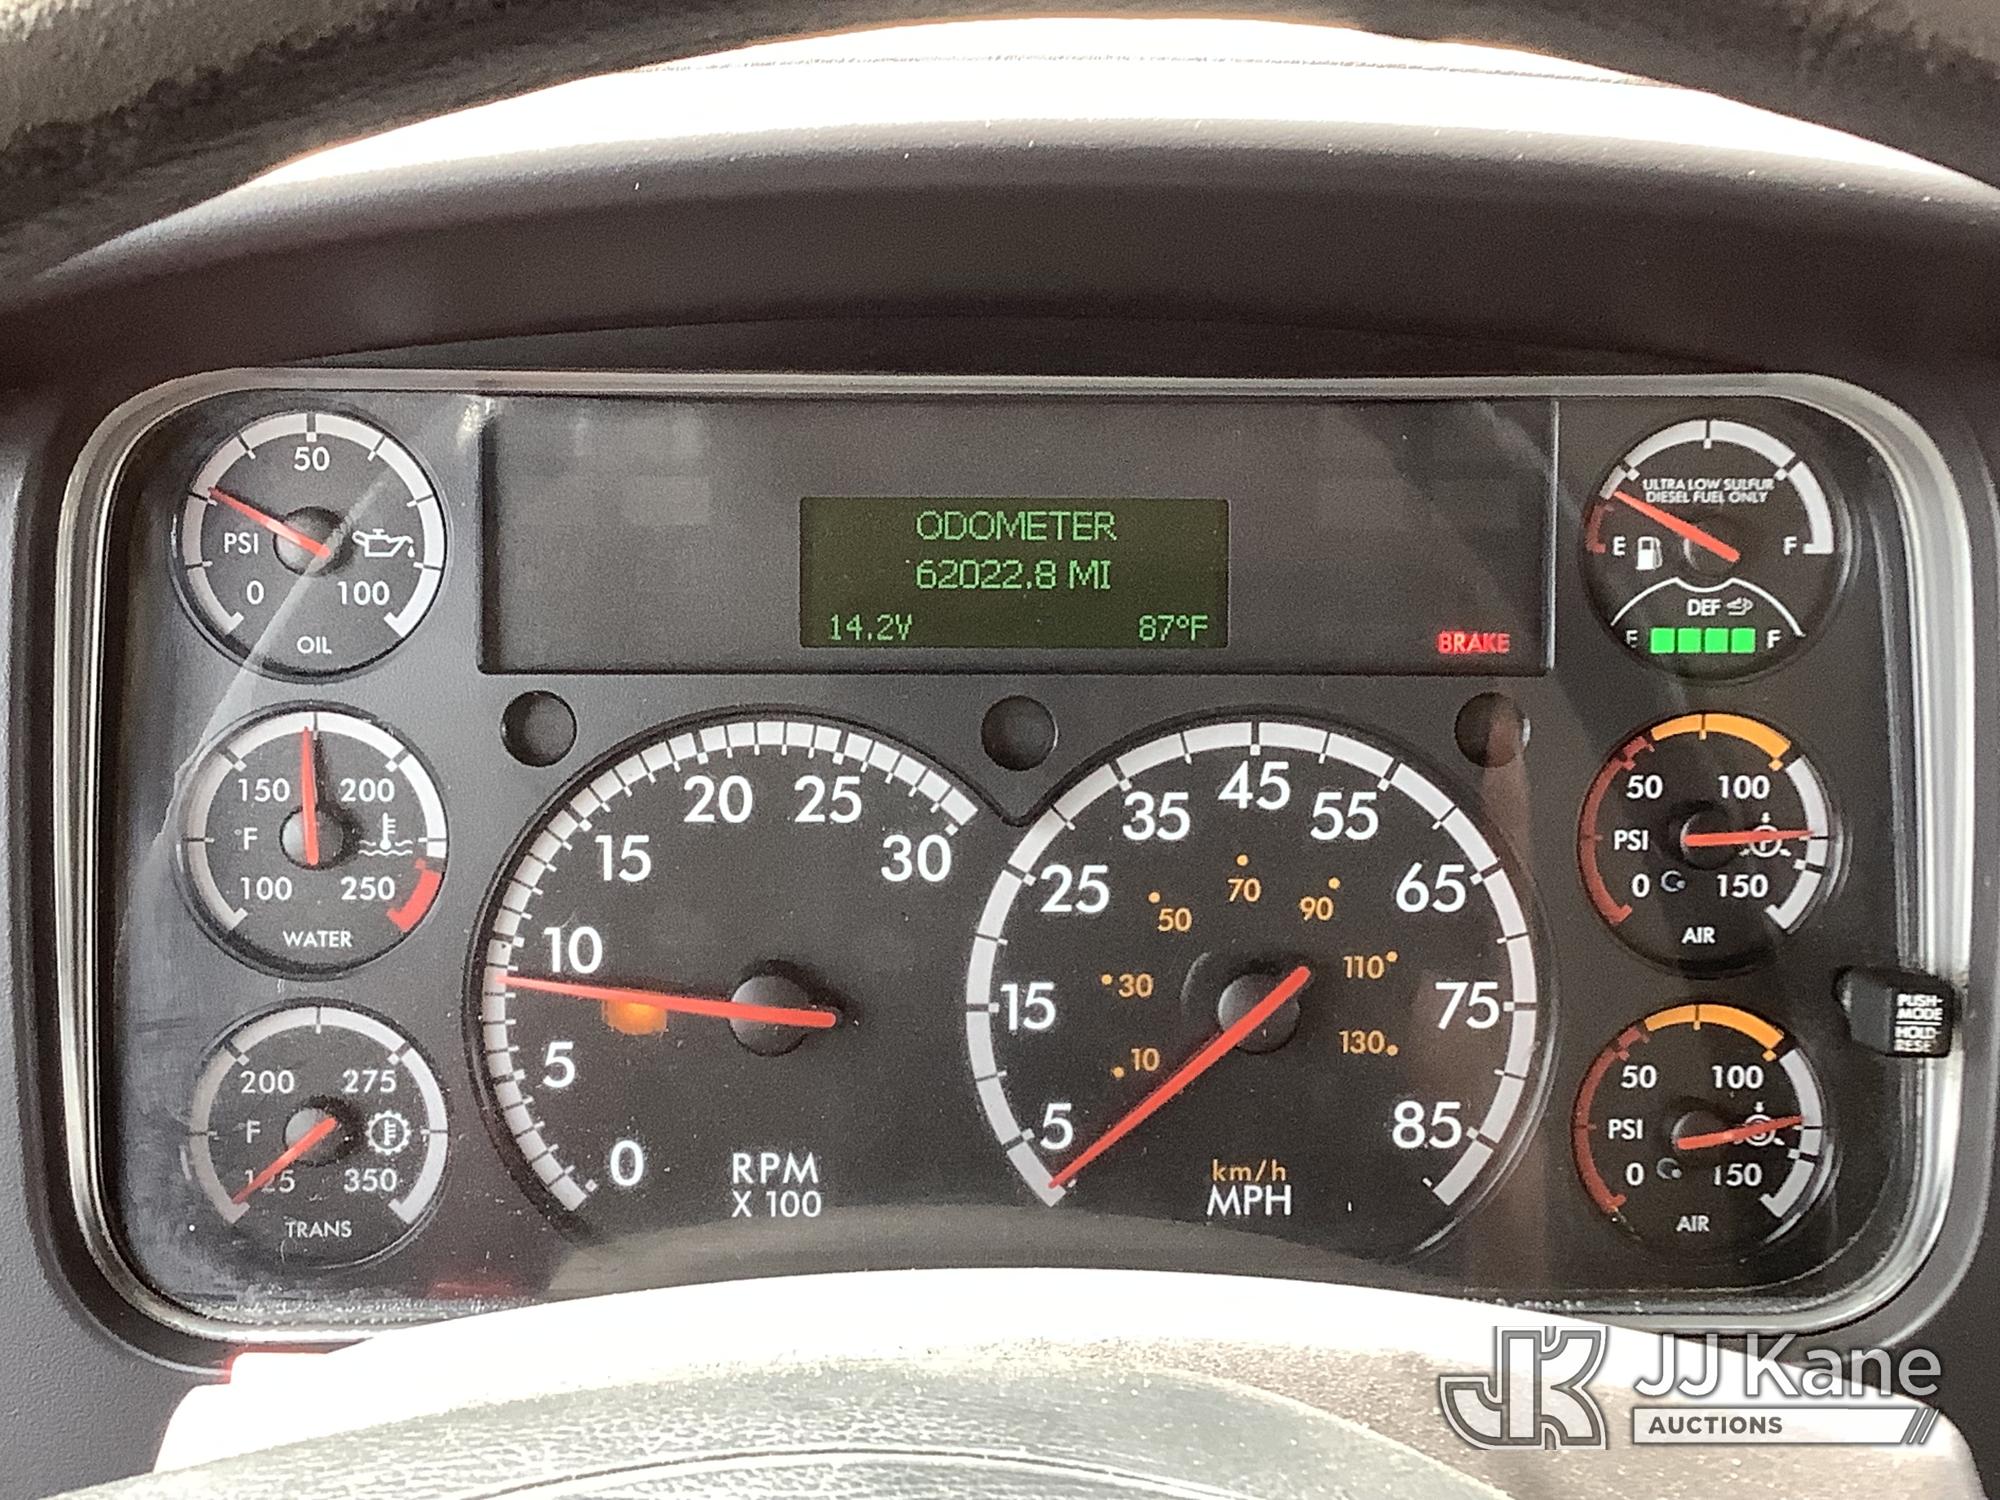 50
PSI
0
100
OIL
ODOMETER
62022.8 MI
14.2V
87°F
BRAKE
ULTRA LOW SULFUR
DIESEL FUEL ONLY
E
F
DEF
E
F
150
200
°F
100
250
WATER
0
5
10
15
20
25
30
RPM
X 100
5
15
25
35
45
55
65
75
85
10
30
50
70
90
110
130
km/h
MPH
50
100
PSI
0
150
AIR
200
275
F
125
350
TRANS
50
100
PSI
0
150
AIR
PUSH-
MODE
HOLD-
RESET
JK
JJ Kane
AUCTIONS